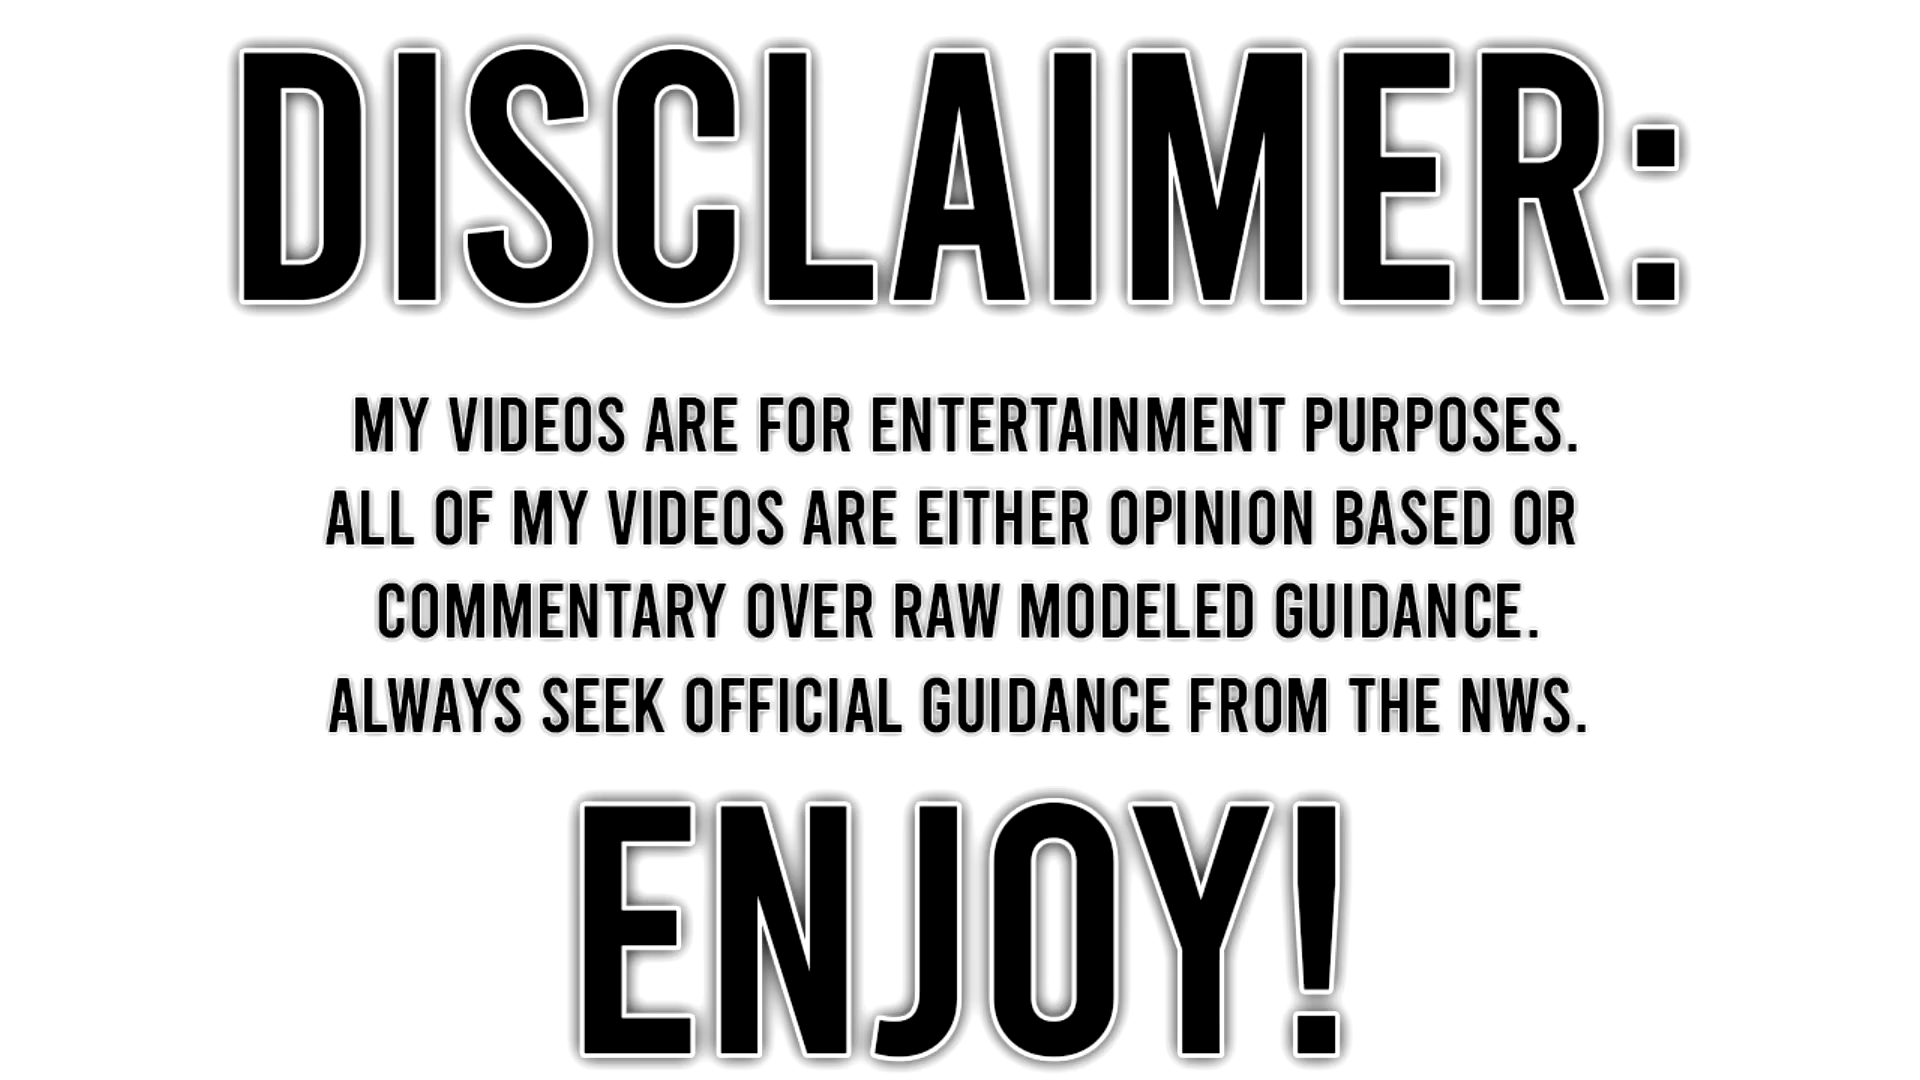 DISCLAIMER:
MY VIDEOS ARE FOR ENTERTAINMENT PURPOSES.
ALL OF MY VIDEOS ARE EITHER OPINION BASED OR
COMMENTARY OVER RAW MODELED GUIDANCE.
ALWAYS SEEK OFFICIAL GUIDANCE FROM THE NWS.
ENJOY!